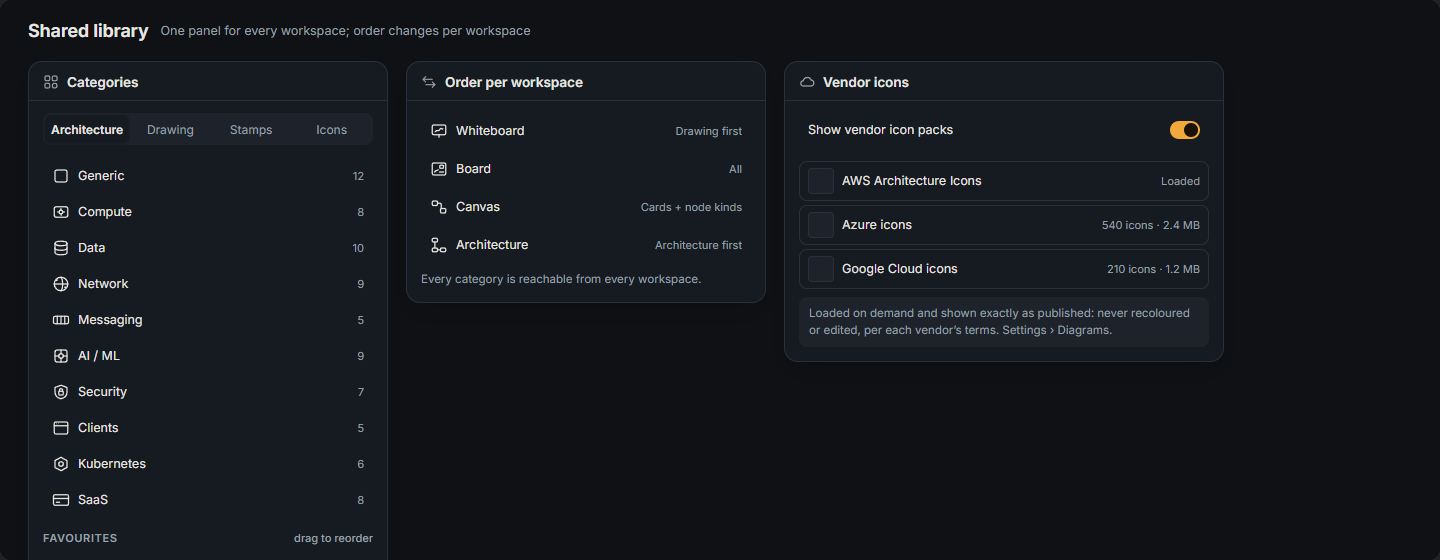 Shared library One panel for every workspace; order changes per workspace
Categories
Architecture Drawing Stamps Icons
Generic 12
Compute 8
Data 10
Network 9
Messaging 5
AI / ML 9
Security 7
Clients 5
Kubernetes 6
SaaS 8
FAVOURITES drag to reorder
Order per workspace
Whiteboard Drawing first
Board All
Canvas Cards + node kinds
Architecture Architecture first
Every category is reachable from every workspace.
Vendor icons
Show vendor icon packs
AWS Architecture Icons Loaded
Azure icons 540 icons · 2.4 MB
Google Cloud icons 210 icons · 1.2 MB
Loaded on demand and shown exactly as published: never recoloured
or edited, per each vendor’s terms. Settings › Diagrams.